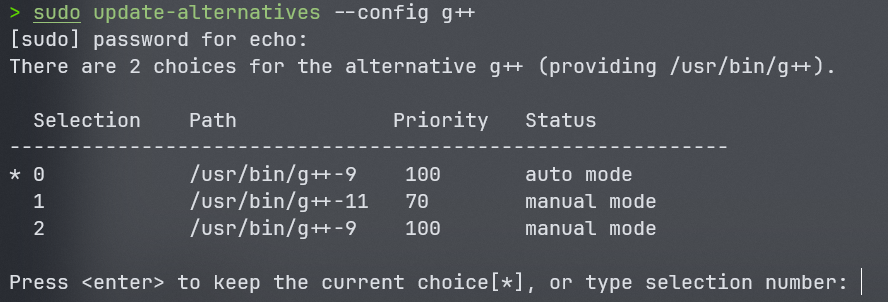 > sudo update-alternatives --config g++
[sudo] password for echo:
There are 2 choices for the alternative g++ (providing /usr/bin/g++).
  Selection    Path             Priority   Status
------------------------------------------------------------
* 0            /usr/bin/g++-9    100       auto mode
  1            /usr/bin/g++-11   70        manual mode
  2            /usr/bin/g++-9    100       manual mode
Press <enter> to keep the current choice[*], or type selection number: